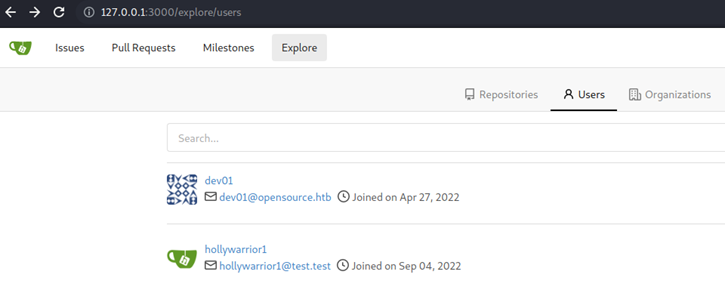 127.0.0.1:3000/explore/users
Issues Pull Requests Milestones Explore
Repositories Users Organizations
Search...
dev01
dev01@opensource.htb Joined on Apr 27, 2022
hollywarrior1
hollywarrior1@test.test Joined on Sep 04, 2022